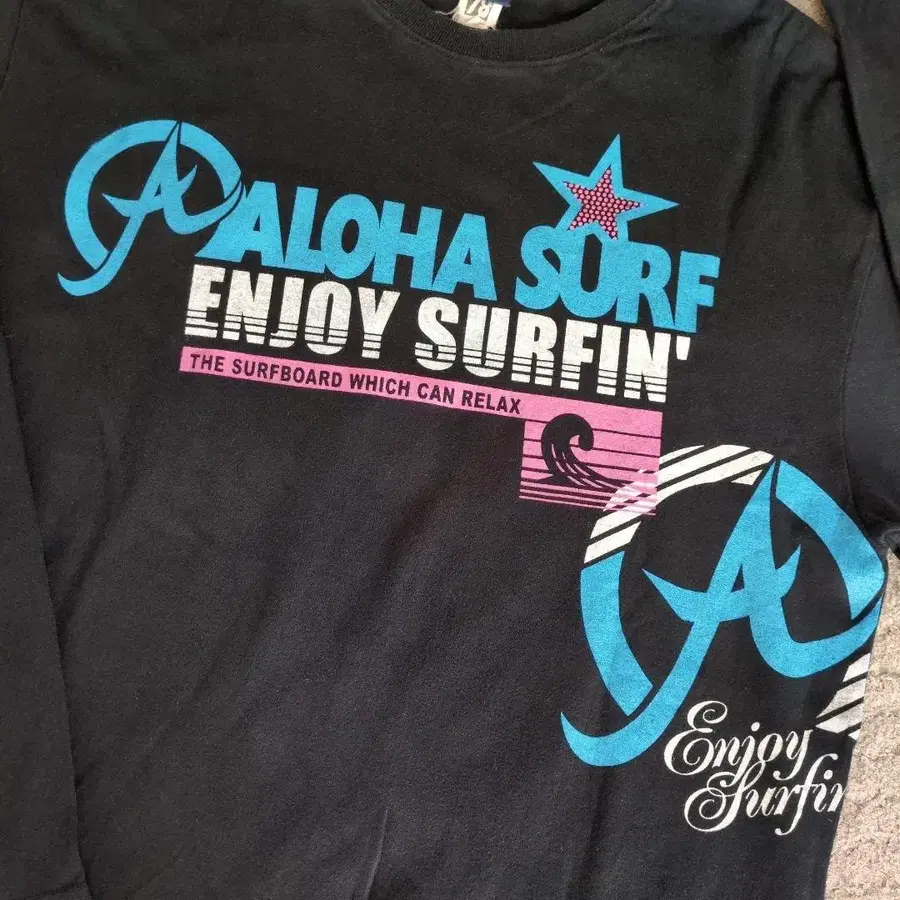 ALOHA SURF
ENJOY SURFIN'
THE SURFBOARD WHICH CAN RELAX
Enjoy
Surfin